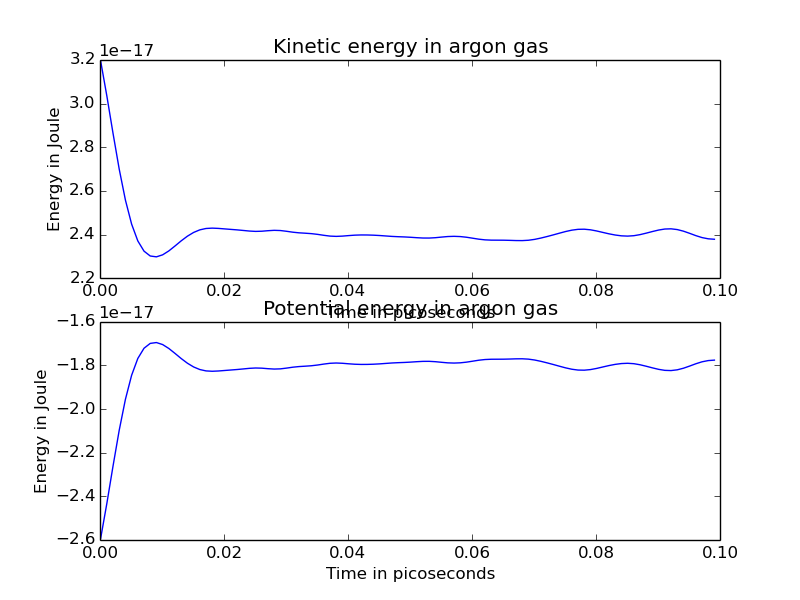 Kinetic energy in argon gas
1e−17
3.2
3.0
2.8
2.6
2.4
2.2
Energy in Joule
0.00 0.02 0.04 0.06 0.08 0.10
Time in picoseconds
Potential energy in argon gas
1e−17
−1.6
−1.8
−2.0
−2.2
−2.4
−2.6
Energy in Joule
0.00 0.02 0.04 0.06 0.08 0.10
Time in picoseconds